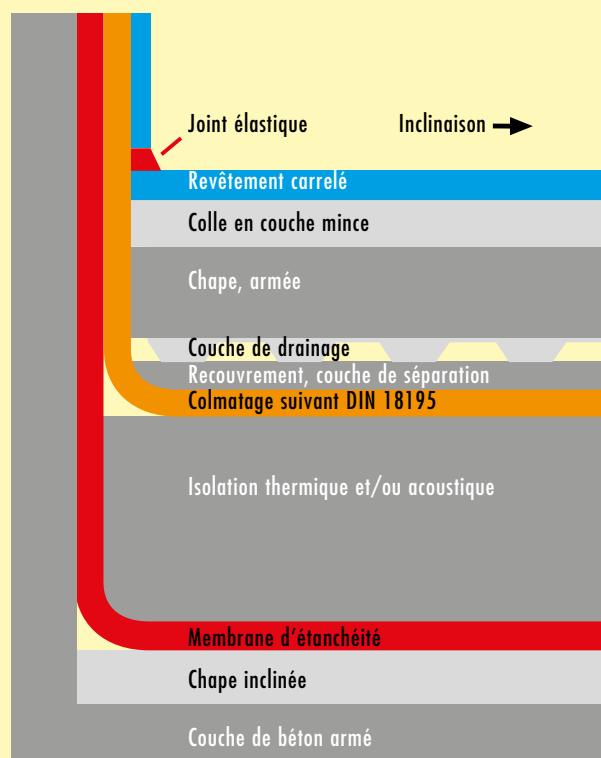 Joint élastique
Inclinaison
Revêtement carrelé
Colle en couche mince
Chape, armée
Couche de drainage
Recouvrement, couche de séparation
Colmatage suivant DIN 18195
Isolation thermique et/ou acoustique
Membrane d'étanchéité
Chape inclinée
Couche de béton armé